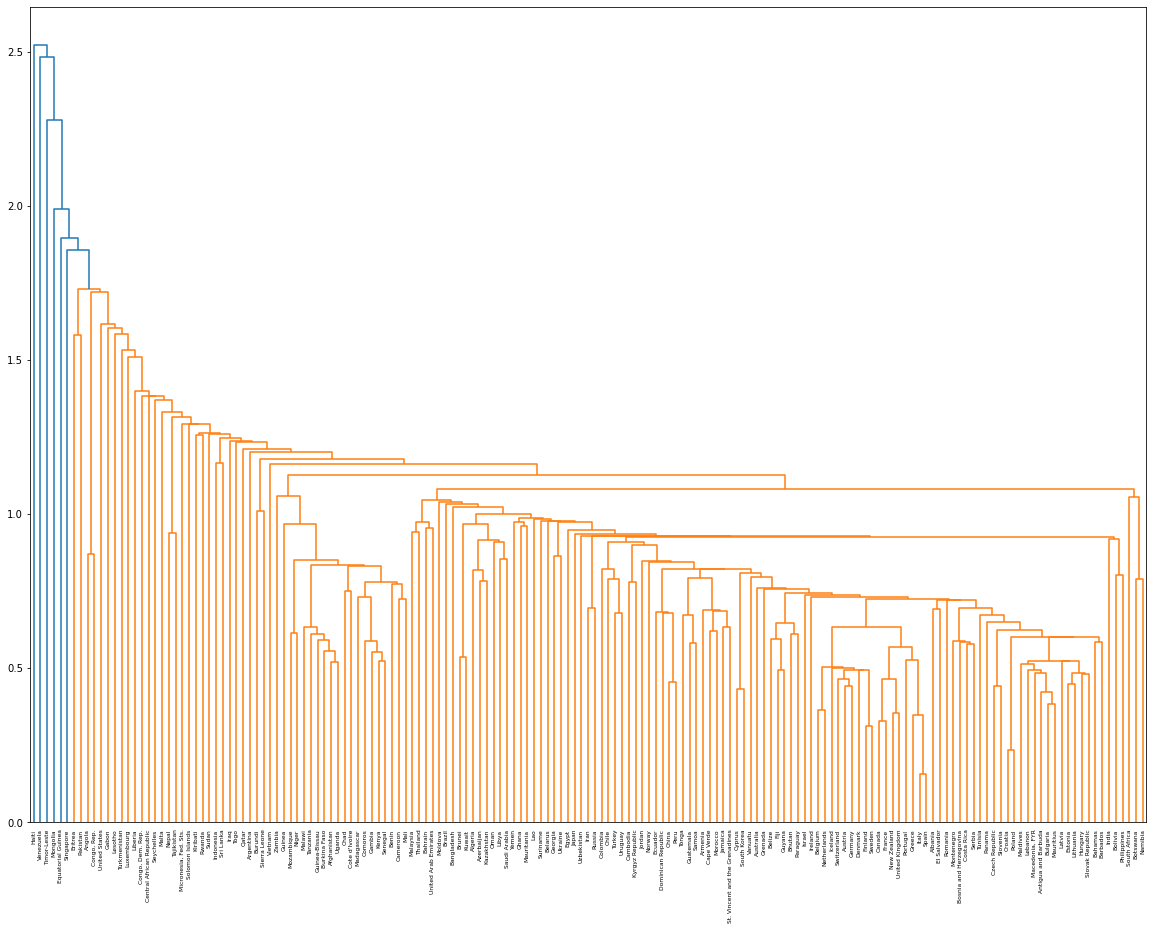 2.5
2.0
1.5
1.0
0.5
0.0
Haiti
Venezuela
Timor-Leste
Mongolia
Equatorial Guinea
Singapore
Eritrea
Pakistan
Angola
Congo, Rep.
United States
Gabon
Lesotho
Turkmenistan
Luxembourg
Liberia
Congo, Dem. Rep.
Central African Republic
Seychelles
Malta
Nepal
Tajikistan
Micronesia, Fed. Sts.
Solomon Islands
Kiribati
Rwanda
Sudan
Indonesia
Sri Lanka
Iraq
Togo
Qatar
Argentina
Burundi
Sierra Leone
Vietnam
Zambia
Guinea
Mozambique
Niger
Malawi
Tanzania
Guinea-Bissau
Burkina Faso
Afghanistan
Uganda
Chad
Cote d'Ivoire
Madagascar
Comoros
Gambia
Kenya
Senegal
Benin
Cameroon
Mali
Malaysia
Thailand
Bahrain
United Arab Emirates
Moldova
Brazil
Bangladesh
Brunei
Kuwait
Algeria
Azerbaijan
Kazakhstan
Oman
Libya
Saudi Arabia
Yemen
Ghana
Mauritania
Lao
Suriname
Belarus
Georgia
Ukraine
Egypt
Japan
Uzbekistan
Iran
Russia
Colombia
Chile
Turkey
Uruguay
Cambodia
Kyrgyz Republic
Jordan
Norway
Ecuador
Dominican Republic
China
Peru
Tonga
Guatemala
Samoa
Armenia
Cape Verde
Morocco
Jamaica
St. Vincent and the Grenadines
Cyprus
South Korea
Vanuatu
Australia
Grenada
Belize
Fiji
Guyana
Bhutan
Paraguay
Israel
Ireland
Belgium
Netherlands
Iceland
Switzerland
Austria
Germany
Denmark
Finland
Sweden
Canada
France
New Zealand
United Kingdom
Portugal
Greece
Italy
Spain
Albania
El Salvador
Romania
Montenegro
Bosnia and Herzegovina
Costa Rica
Serbia
Panama
Czech Republic
Slovenia
Croatia
Poland
Maldives
Lebanon
Macedonia, FYR
Antigua and Barbuda
Bulgaria
Mauritius
Latvia
Estonia
Lithuania
Hungary
Slovak Republic
Bahamas
Barbados
India
Bolivia
Philippines
South Africa
Botswana
Namibia